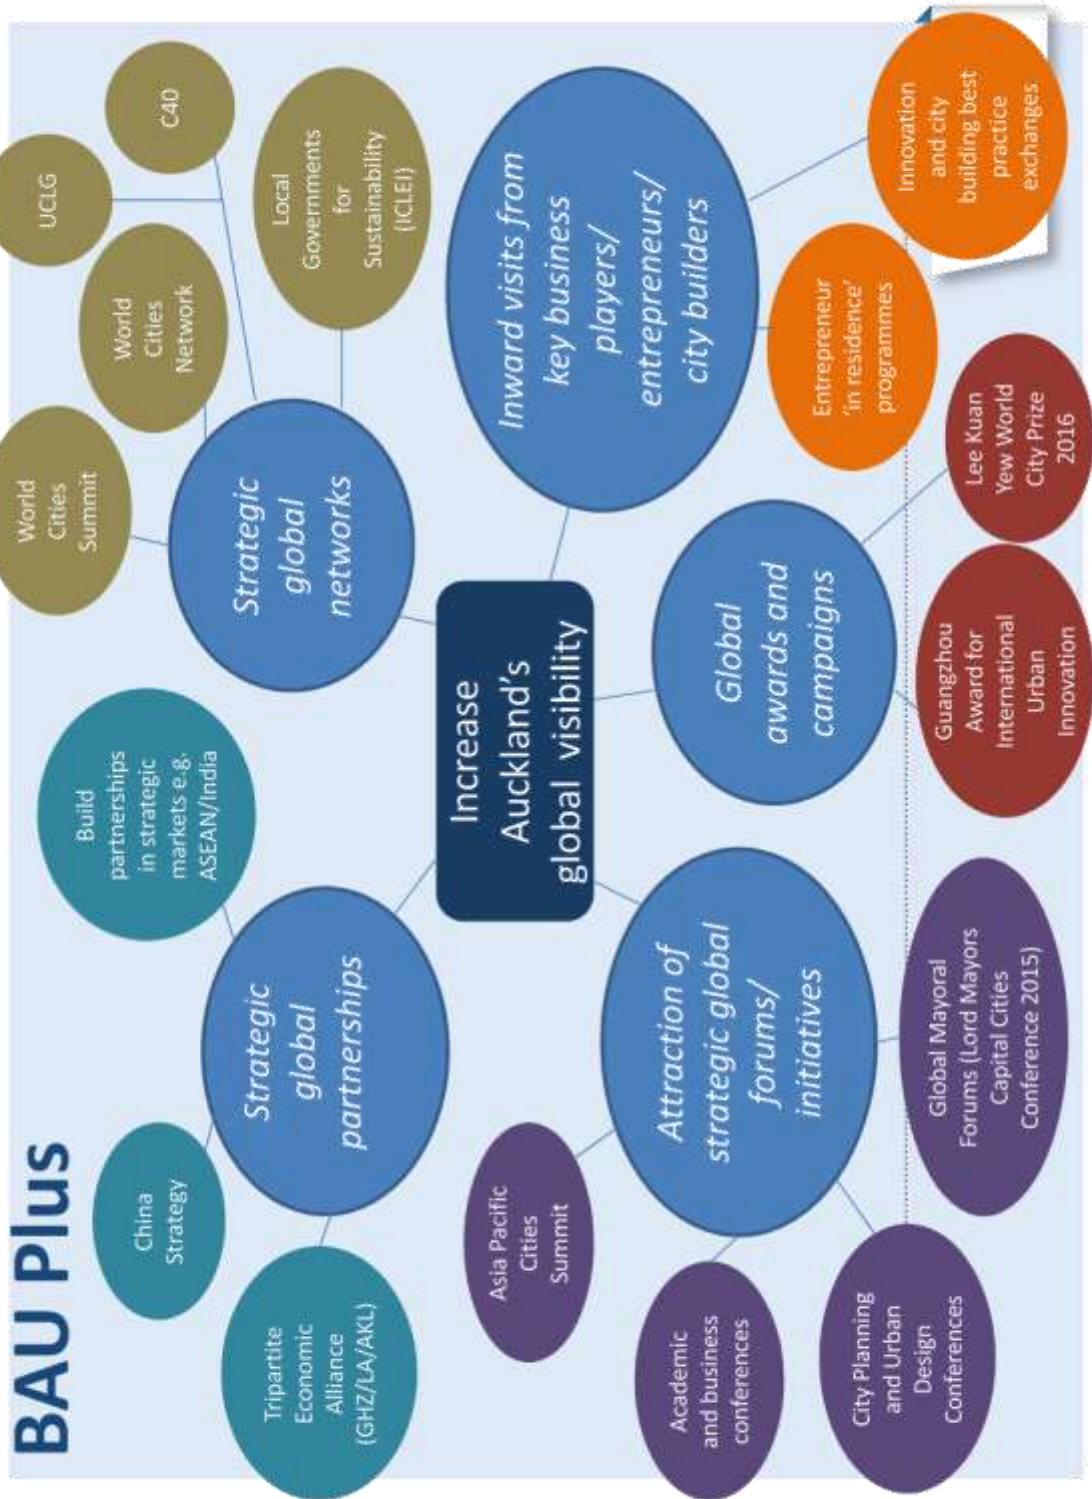 BAU Plus
China
Strategy
Build
partnerships
in strategic
markets e.g.
ASEAN/India
Tripartite
Economic
Alliance
(GHZ/LA/AKL)
Strategic
global
partnerships
World
Cities
Summit
World
Cities
Network
UCLG
C40
Local
Governments
for
Sustainability
(ICLEI)
Strategic
global
networks
Increase
Auckland's
global visibility
Inward visits from
key business
players/
entrepreneurs/
city builders
Entrepreneur
‘in residence’
programmes
Innovation
and city
building best
practice
exchanges
Asia Pacific
Cities
Summit
Attraction of
strategic global
forums/
initiatives
Academic
and business
conferences
City Planning
and Urban
Design
Conferences
Global Mayoral
Forums (Lord Mayors
Capital Cities
Conference 2015)
Global
awards and
campaigns
Guangzhou
Award for
International
Urban
Innovation
Lee Kuan
Yew World
City Prize
2016